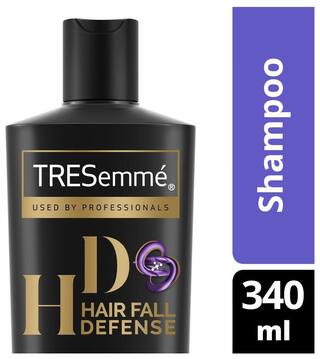 TRESemmé®
USED BY PROFESSIONALS
HD
HAIR FALL
DEFENSE
Shampoo
340
ml